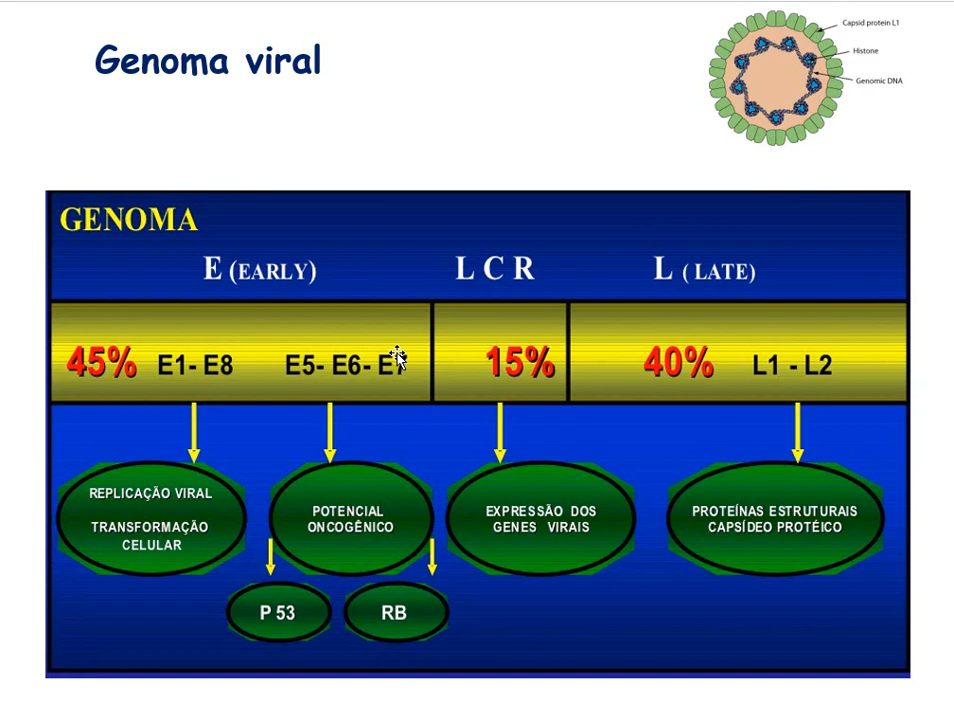 Genoma viral
Capsid protein L1
Histone
Genomic DNA
GENOMA
E (EARLY)
L C R
L ( LATE)
45% E1- E8 E5- E6- E7
15%
40% L1 - L2
REPLICAÇÃO VIRAL
TRANSFORMAÇÃO
CELULAR
POTENCIAL
ONCOGÊNICO
EXPRESSÃO DOS
GENES VIRAIS
PROTEÍNAS ESTRUTURAIS
CAPSÍDEO PROTÉICO
P 53
RB